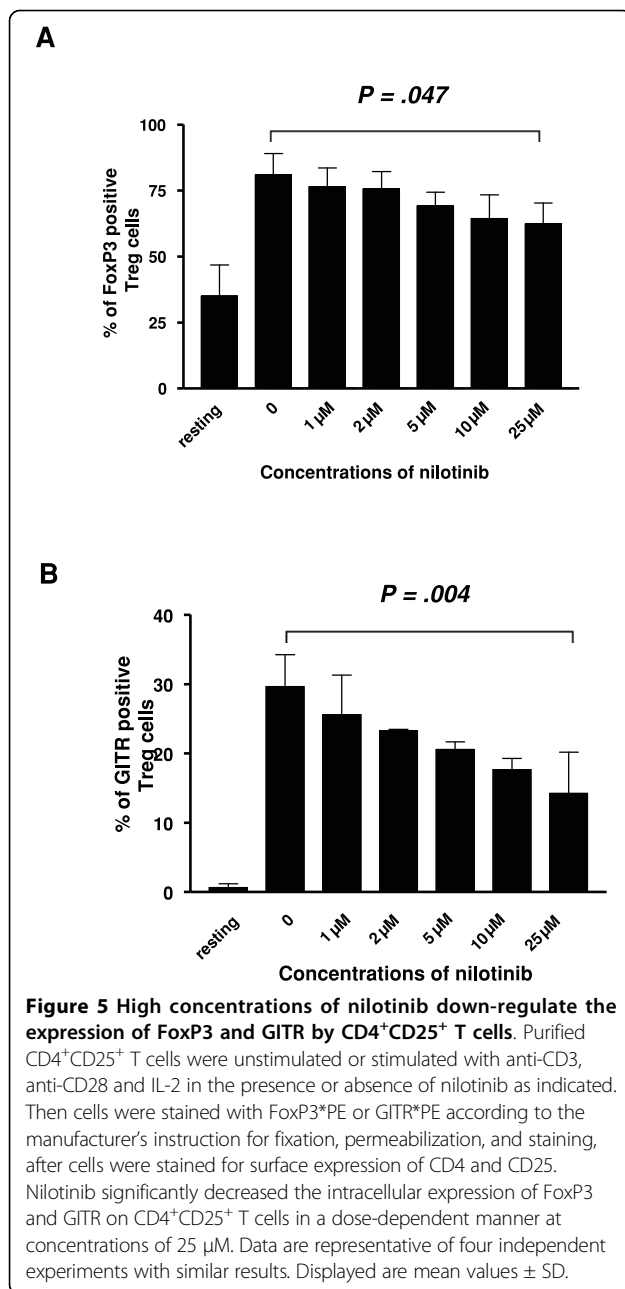 A
P = .047
% of FoxP3 positive
Treg cells
100
75
50
25
0
resting
0
1 µM
2 µM
5 µM
10 µM
25 µM
Concentrations of nilotinib
B
P = .004
% of GITR positive
Treg cells
40
30
20
10
0
resting
0
1 µM
2 µM
5 µM
10 µM
25 µM
Concentrations of nilotinib
Figure 5 High concentrations of nilotinib down-regulate the
expression of FoxP3 and GITR by CD4⁺CD25⁺ T cells. Purified
CD4⁺CD25⁺ T cells were unstimulated or stimulated with anti-CD3,
anti-CD28 and IL-2 in the presence or absence of nilotinib as indicated.
Then cells were stained with FoxP3*PE or GITR*PE according to the
manufacturer's instruction for fixation, permeabilization, and staining,
after cells were stained for surface expression of CD4 and CD25.
Nilotinib significantly decreased the intracellular expression of FoxP3
and GITR on CD4⁺CD25⁺ T cells in a dose-dependent manner at
concentrations of 25 µM. Data are representative of four independent
experiments with similar results. Displayed are mean values ± SD.